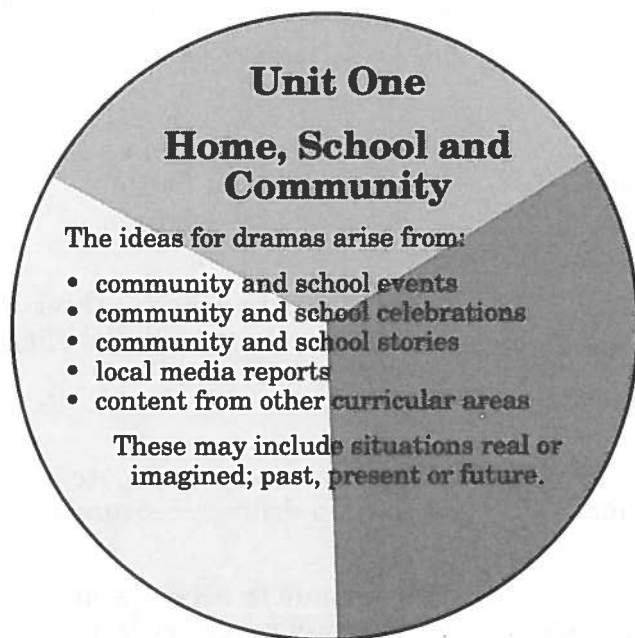 Unit One
Home, School and
Community
The ideas for dramas arise from:
• community and school events
• community and school celebrations
• community and school stories
• local media reports
• content from other curricular areas
These may include situations real or
imagined; past, present or future.